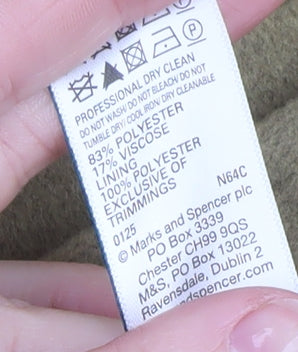 PROFESSIONAL DRY CLEAN
DO NOT WASH/DO NOT BLEACH/DO NOT
TUMBLE DRY/COOL IRON/DRY CLEANABLE
83% POLYESTER
17% VISCOSE
LINING
100% POLYESTER
EXCLUSIVE OF
TRIMMINGS
N64C
0125
© Marks and Spencer plc
PO Box 3339
Chester CH99 9QS
M&S, PO Box 13022
Ravensdale, Dublin 2
ndspencer.com